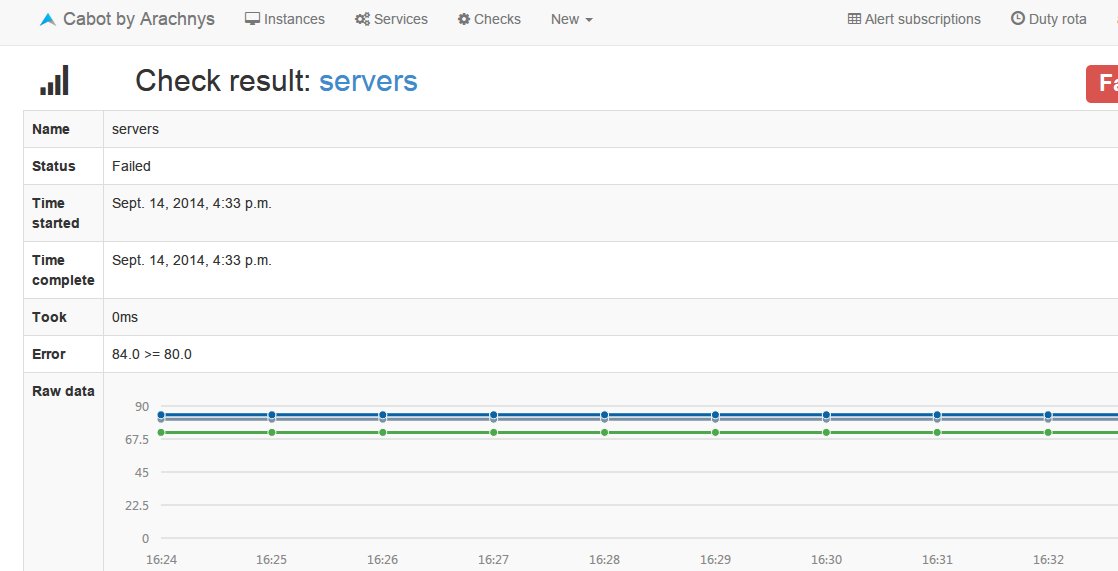 Cabot by Arachnys Instances Services Checks New Alert subscriptions Duty rota
Check result: servers Fa
Name servers
Status Failed
Time started Sept. 14, 2014, 4:33 p.m.
Time complete Sept. 14, 2014, 4:33 p.m.
Took 0ms
Error 84.0 >= 80.0
Raw data
90
67.5
45
22.5
0
16:24 16:25 16:26 16:27 16:28 16:29 16:30 16:31 16:32